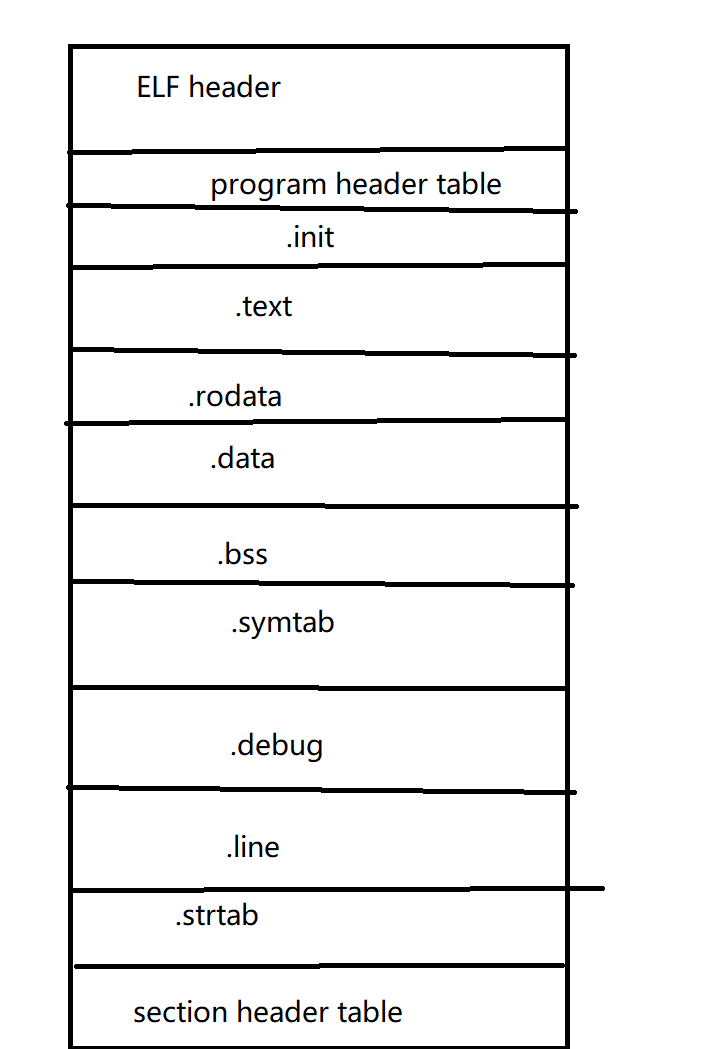 ELF header
program header table
.init
.text
.rodata
.data
.bss
.symtab
.debug
.line
.strtab
section header table